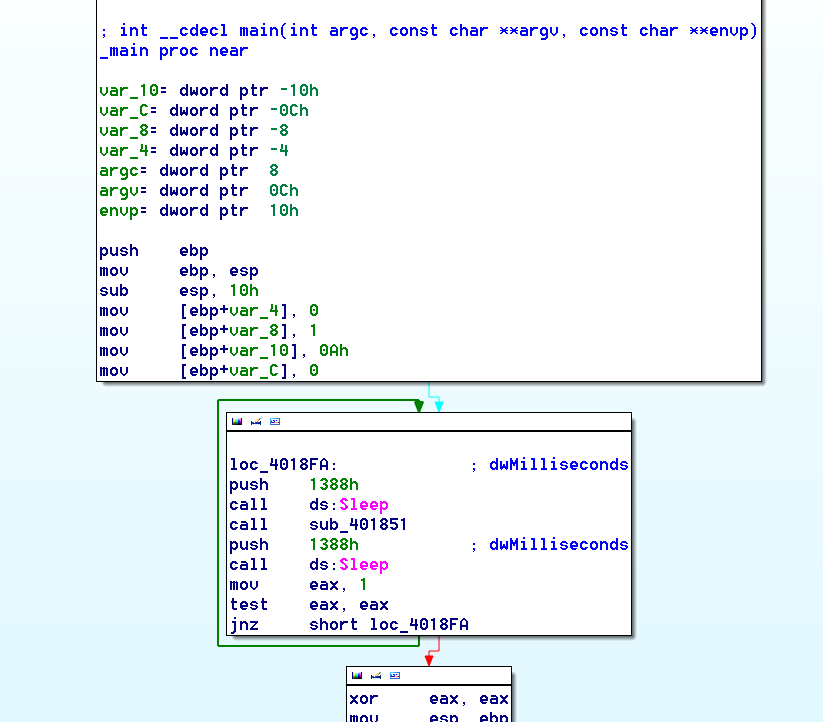 ; int __cdecl main(int argc, const char **argv, const char **envp)
_main proc near
var_10= dword ptr -10h
var_C= dword ptr -0Ch
var_8= dword ptr -8
var_4= dword ptr -4
argc= dword ptr  8
argv= dword ptr  0Ch
envp= dword ptr  10h
push    ebp
mov     ebp, esp
sub     esp, 10h
mov     [ebp+var_4], 0
mov     [ebp+var_8], 1
mov     [ebp+var_10], 0Ah
mov     [ebp+var_C], 0
loc_4018FA:             ; dwMilliseconds
push    1388h
call    ds:Sleep
call    sub_401851
push    1388h           ; dwMilliseconds
call    ds:Sleep
mov     eax, 1
test    eax, eax
jnz     short loc_4018FA
xor     eax, eax
mov     esp, ebp